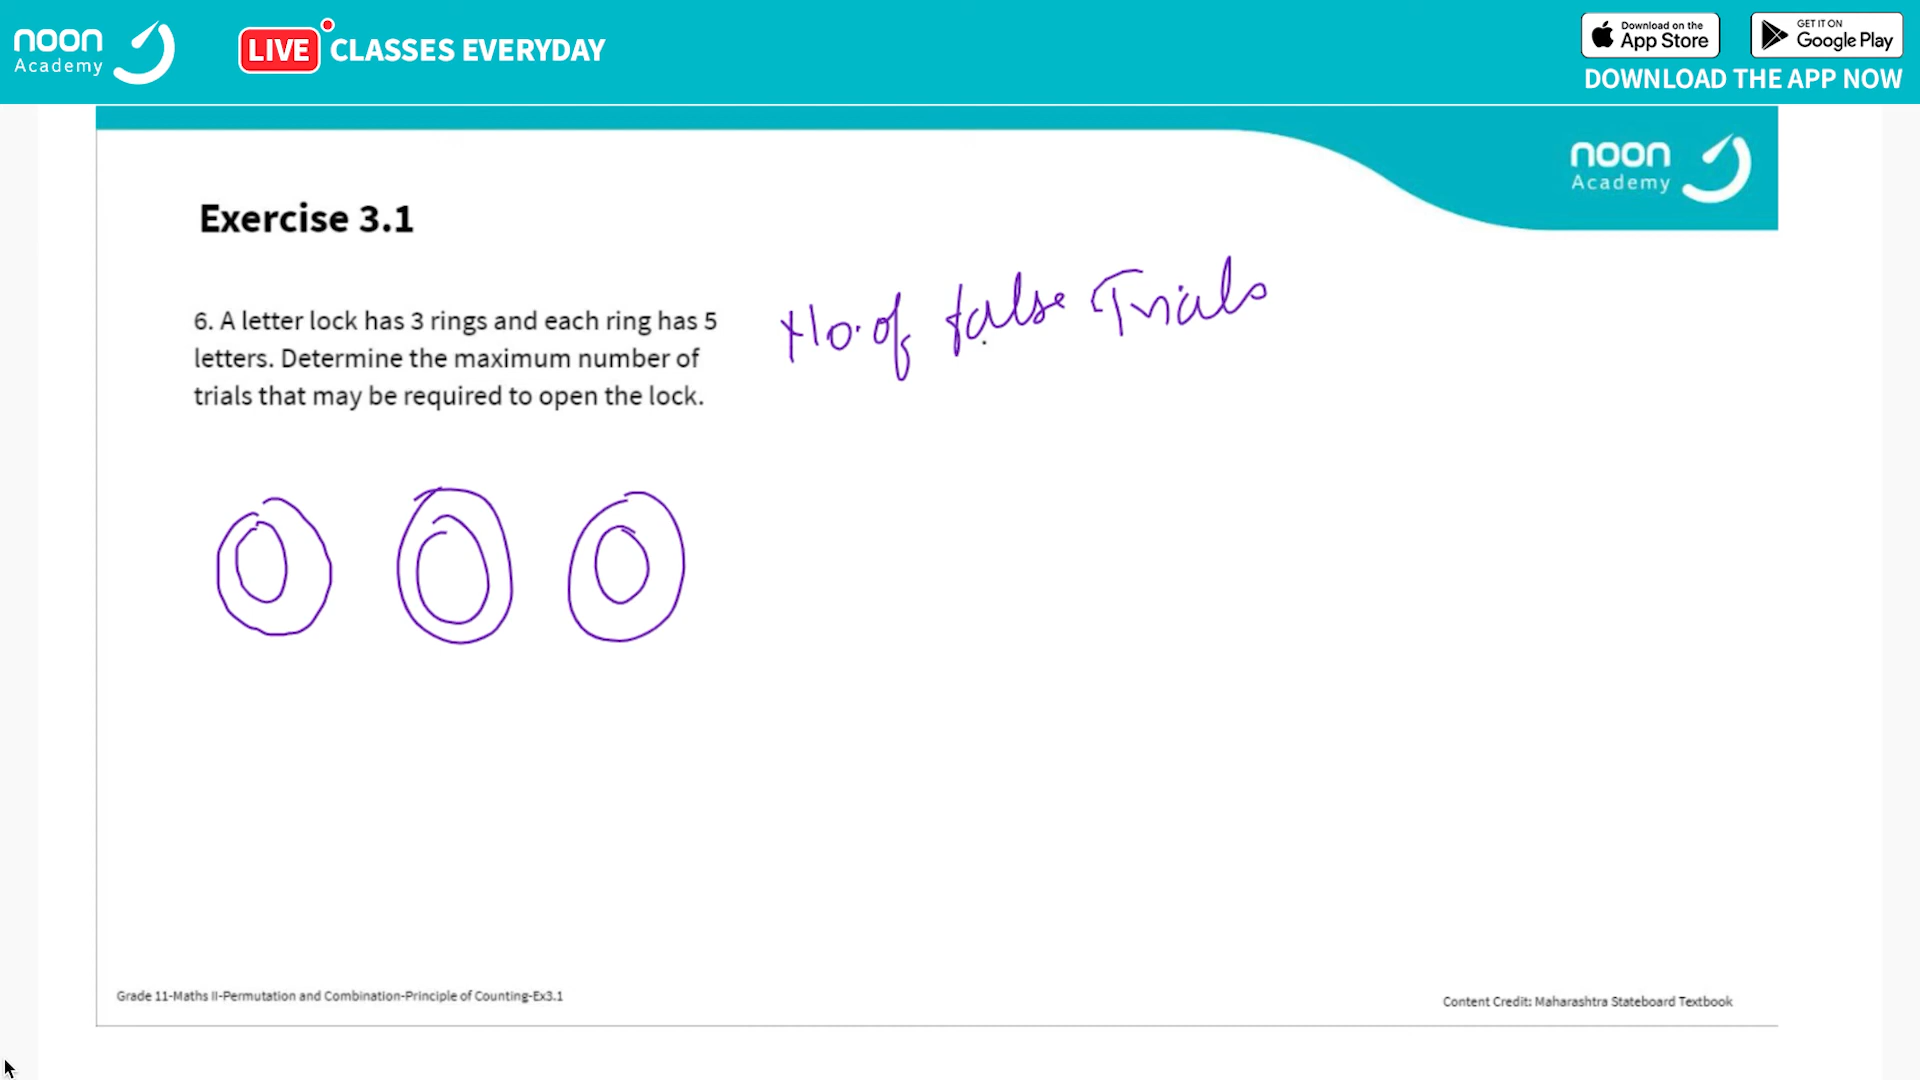 noon
Academy
LIVE CLASSES EVERYDAY
Download on the
App Store
GET IT ON
Google Play
DOWNLOAD THE APP NOW
noon
Academy
Exercise 3.1
6. A letter lock has 3 rings and each ring has 5
letters. Determine the maximum number of
trials that may be required to open the lock.
No. of false Trials
Grade 11-Maths II-Permutation and Combination-Principle of Counting-Ex3.1
Content Credit: Maharashtra Stateboard Textbook